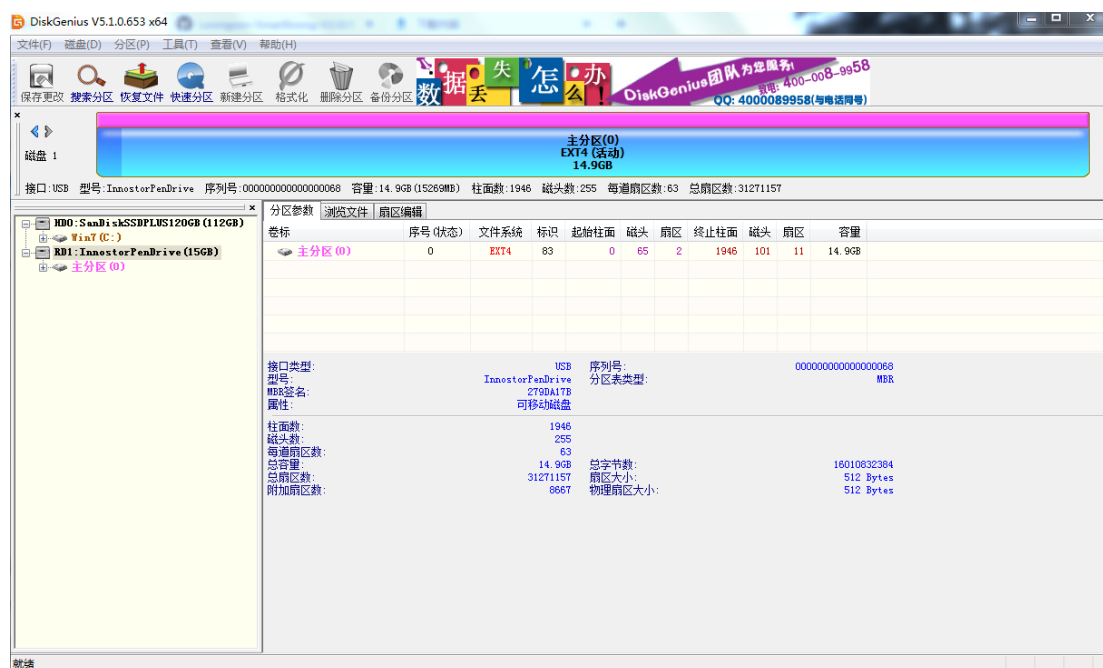 DiskGenius V5.1.0.653 x64
文件(F) 磁盘(D) 分区(P) 工具(T) 查看(V) 帮助(H)
保存更改 搜索分区 恢复文件 快速分区 新建分区 格式化 删除分区 备份分区
数据丢失怎么办!
DiskGenius团队为您服务!
致电: 400-008-9958
QQ: 4000089958(与电话同号)
磁盘 1
主分区(0)
EXT4 (活动)
14.9GB
接口:USB 型号:InnostorPenDrive 序列号:000000000000000068 容量:14.9GB(15269MB) 柱面数:1946 磁头数:255 每道扇区数:63 总扇区数:31271157
HD0:SanDiskSSDPLUS120GB(112GB)
Win7(C:)
RD1:InnostorPenDrive(15GB)
主分区(0)
分区参数 浏览文件 扇区编辑
卷标 序号(状态) 文件系统 标识 起始柱面 磁头 扇区 终止柱面 磁头 扇区 容量
主分区(0) 0 EXT4 83 0 65 2 1946 101 11 14.9GB
接口类型: USB 序列号: 000000000000000068
型号: InnostorPenDrive 分区表类型: MBR
MBR签名: 279DA17B
属性: 可移动磁盘
柱面数: 1946
磁头数: 255
每道扇区数: 63
总容量: 14.9GB 总字节数: 16010832384
总扇区数: 31271157 扇区大小: 512 Bytes
附加扇区数: 8667 物理扇区大小: 512 Bytes
就绪